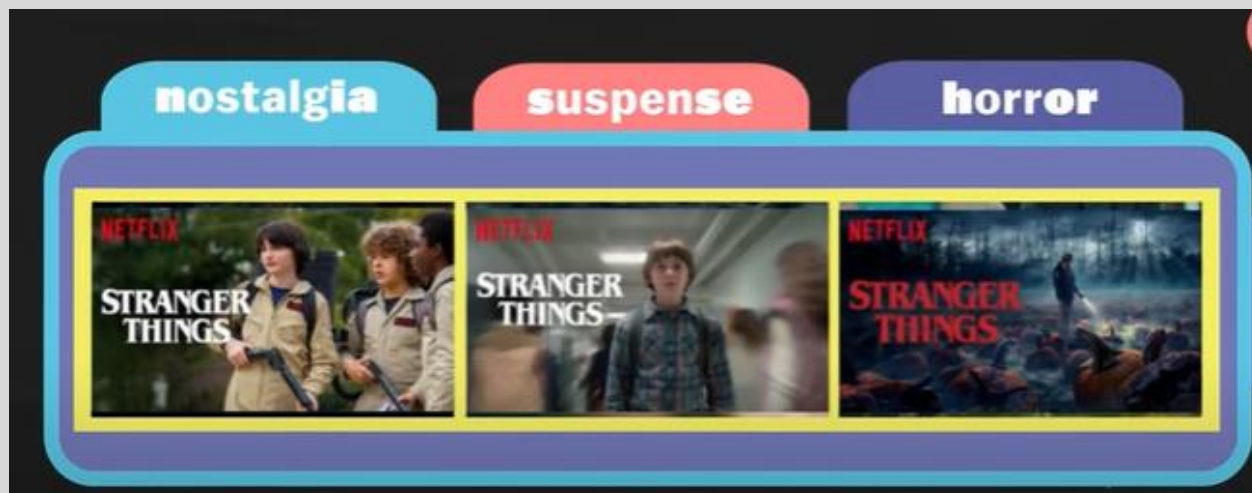 nostalgia suspense horror
NETFLIX NETFLIX NETFLIX
STRANGER STRANGER STRANGER
THINGS THINGS THINGS